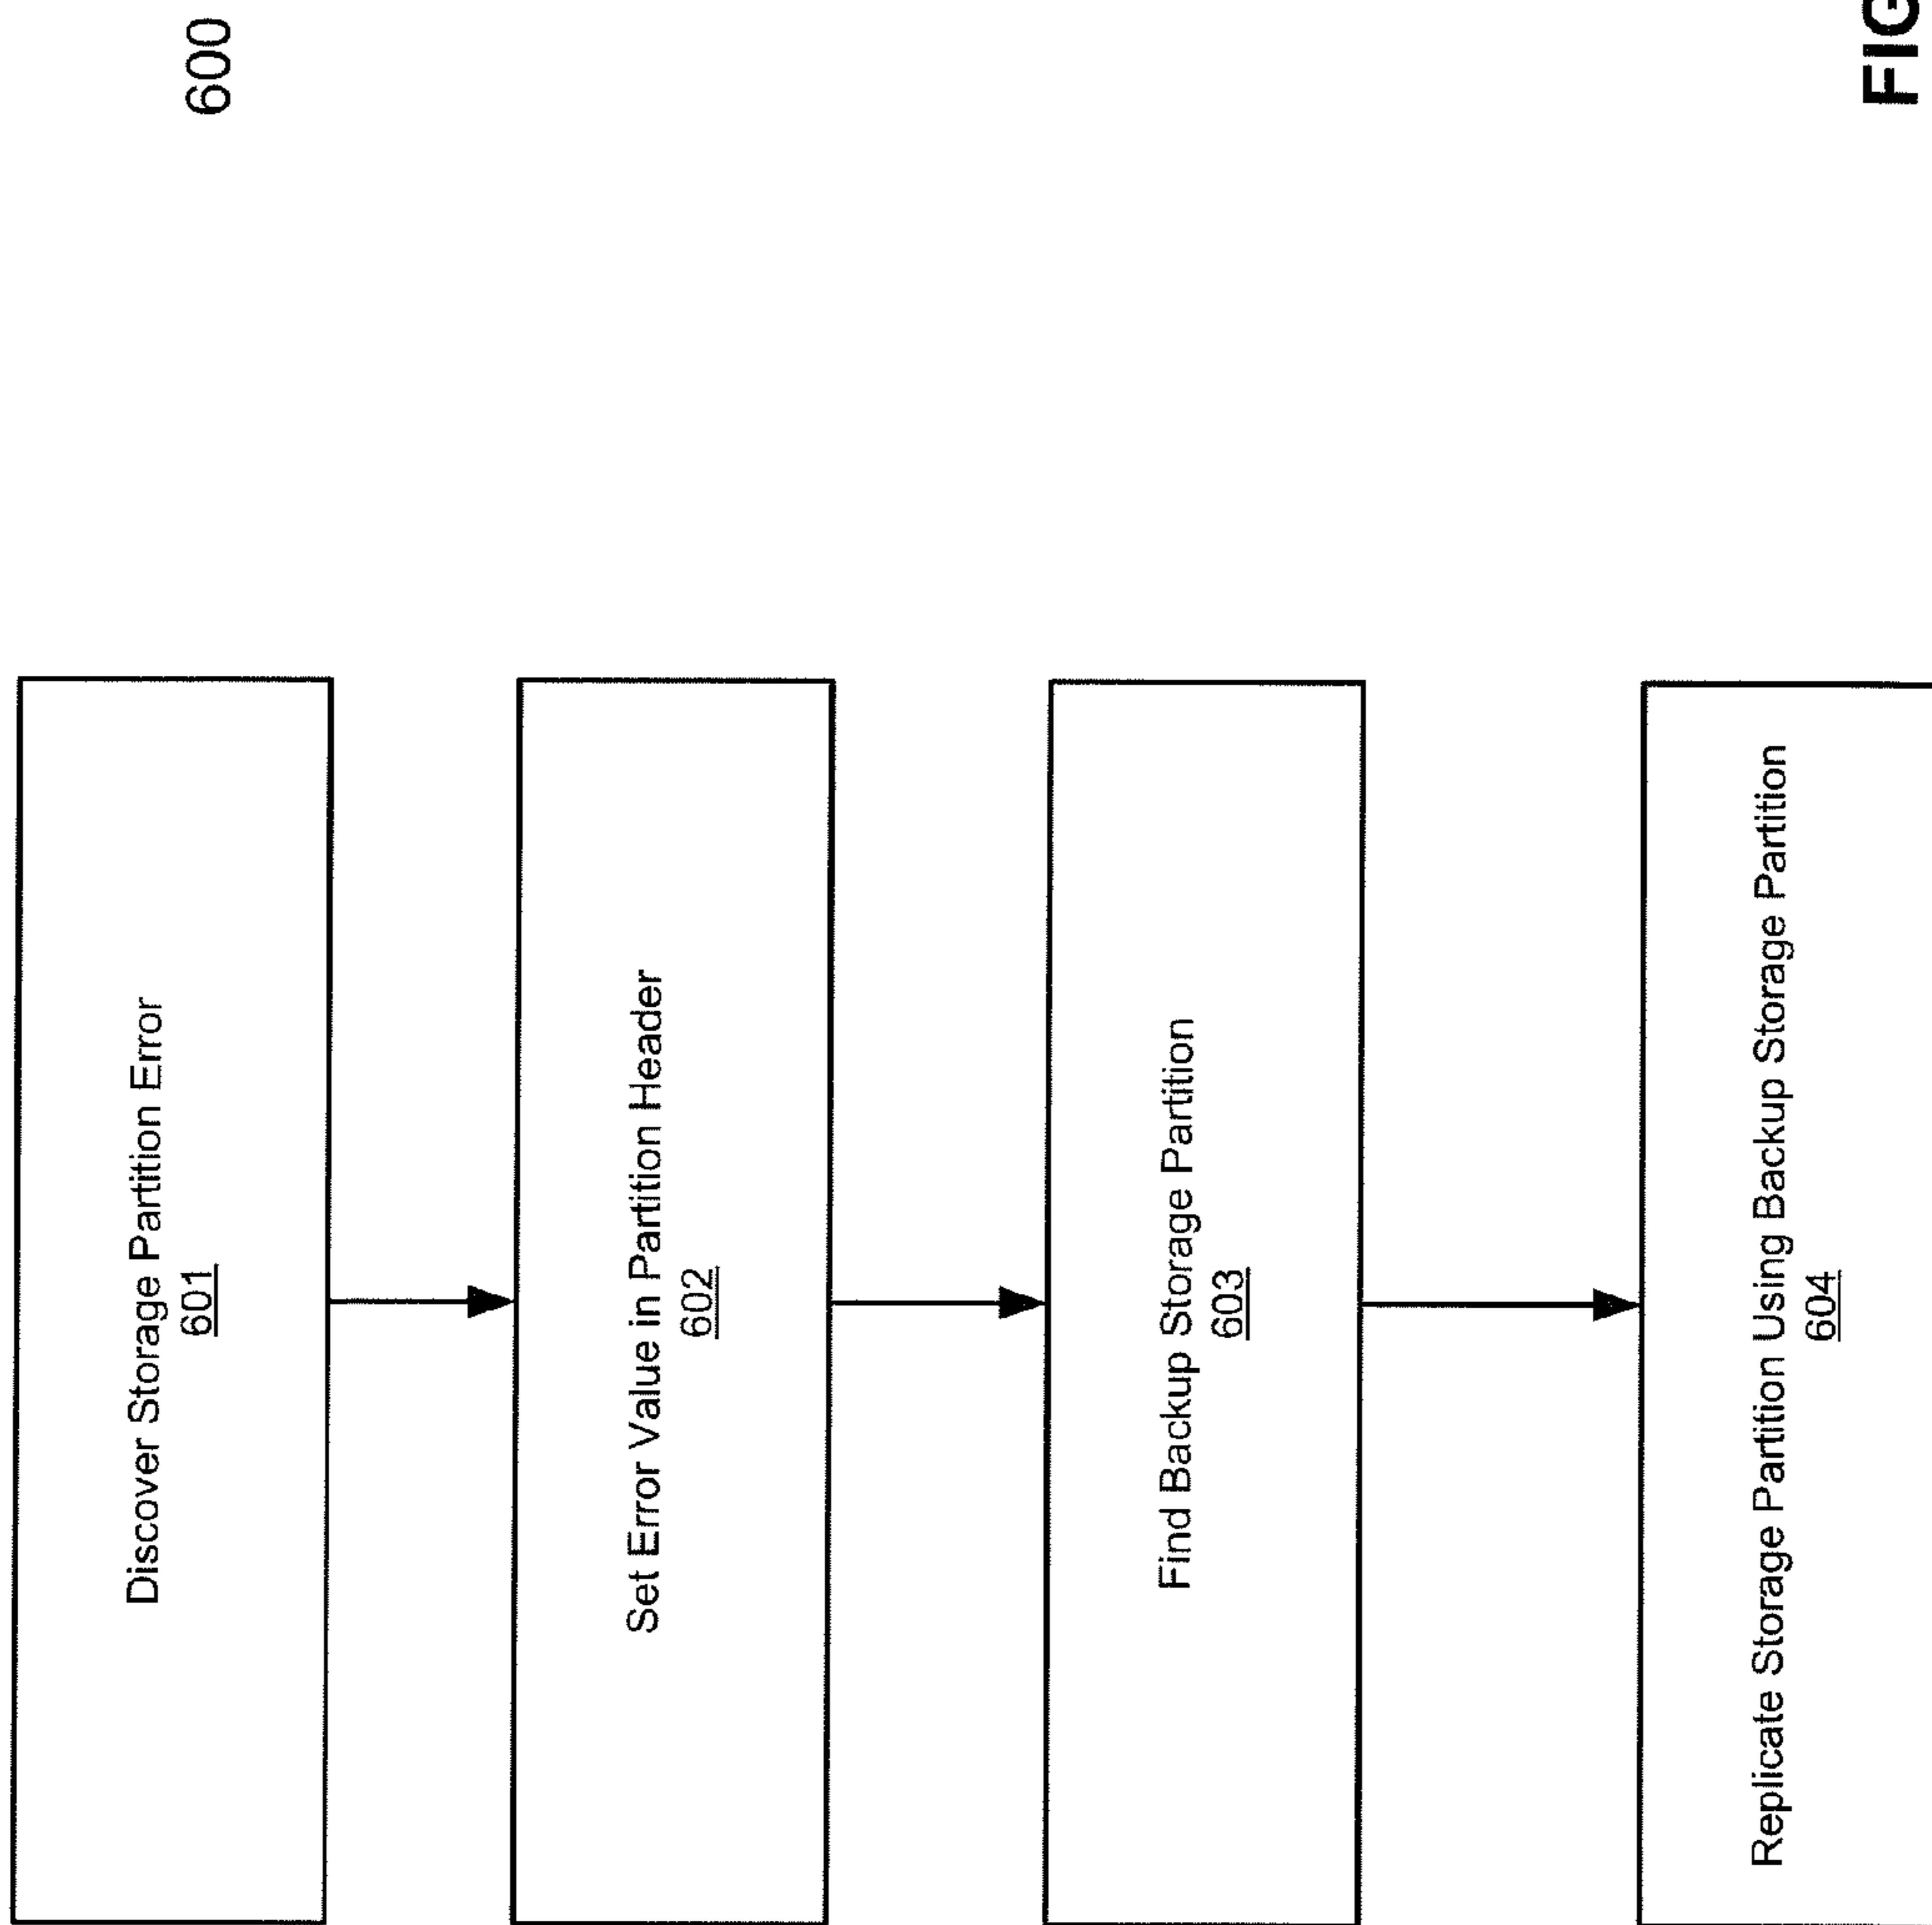 600
Discover Storage Partition Error
601
Set Error Value in Partition Header
602
Find Backup Storage Partition
603
Replicate Storage Partition Using Backup Storage Partition
604
FIG